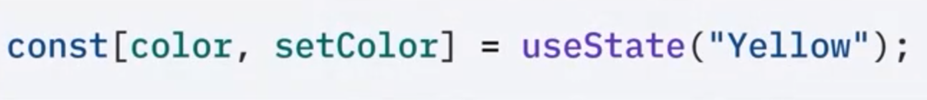 const[color, setColor] = useState("Yellow");